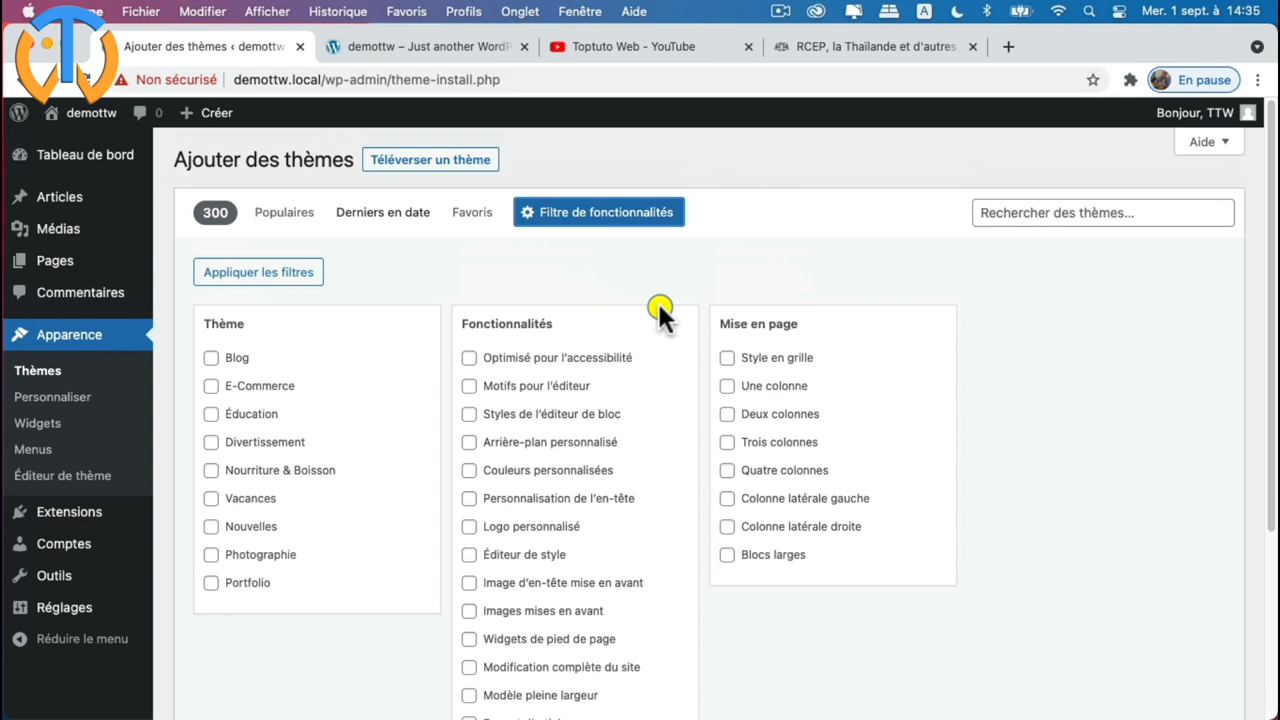 Fichier Modifier Afficher Historique Favoris Profils Onglet Fenêtre Aide A Mer. 1 sept. à 14:35
Ajouter des thèmes ‹ demottw demottw – Just another WordP Toptuto Web - YouTube RCEP, la Thaïlande et d'autres
Non sécurisé demottw.local/wp-admin/theme-install.php En pause
demottw 0 Créer Bonjour, TTW
Aide
Tableau de bord
Articles
Médias
Pages
Commentaires
Apparence
Thèmes
Personnaliser
Widgets
Menus
Éditeur de thème
Extensions
Comptes
Outils
Réglages
Réduire le menu
Ajouter des thèmes Téléverser un thème
300 Populaires Derniers en date Favoris Filtre de fonctionnalités Rechercher des thèmes...
Appliquer les filtres
Thème
Blog
E-Commerce
Éducation
Divertissement
Nourriture & Boisson
Vacances
Nouvelles
Photographie
Portfolio
Fonctionnalités
Optimisé pour l'accessibilité
Motifs pour l'éditeur
Styles de l'éditeur de bloc
Arrière-plan personnalisé
Couleurs personnalisées
Personnalisation de l'en-tête
Logo personnalisé
Éditeur de style
Image d'en-tête mise en avant
Images mises en avant
Widgets de pied de page
Modification complète du site
Modèle pleine largeur
Mise en page
Style en grille
Une colonne
Deux colonnes
Trois colonnes
Quatre colonnes
Colonne latérale gauche
Colonne latérale droite
Blocs larges